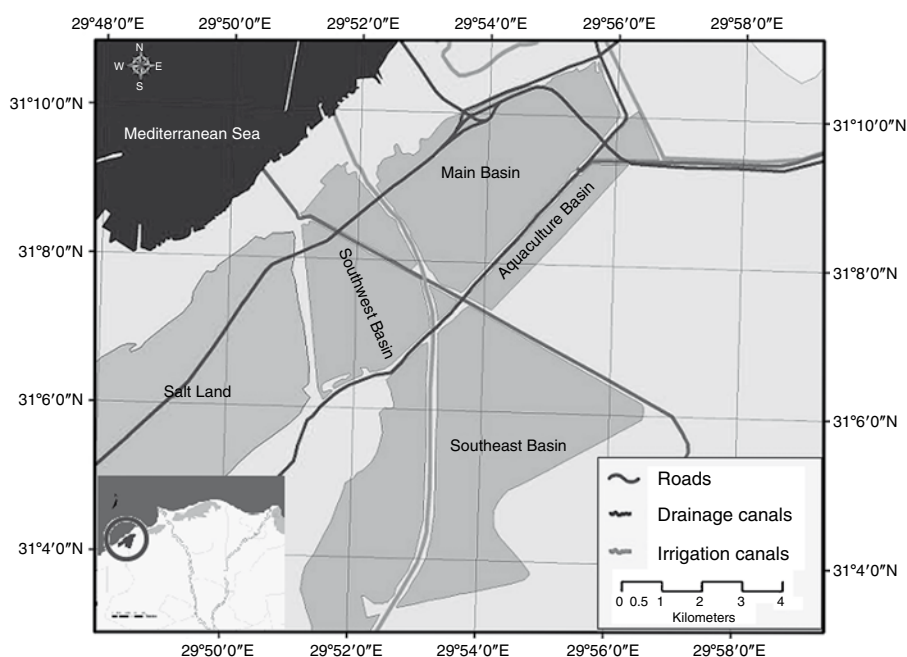 29°48′0″E 29°50′0″E 29°52′0″E 29°54′0″E 29°56′0″E 29°58′0″E
N
W E
S
31°10′0″N
31°10′0″N
Mediterranean Sea
Main Basin
Aquaculture Basin
31°8′0″N
31°8′0″N
Southwest Basin
Salt Land
31°6′0″N
31°6′0″N
Southeast Basin
Roads
Drainage canals
Irrigation canals
31°4′0″N
31°4′0″N
0 0.5 1 2 3 4
Kilometers
29°50′0″E 29°52′0″E 29°54′0″E 29°56′0″E 29°58′0″E